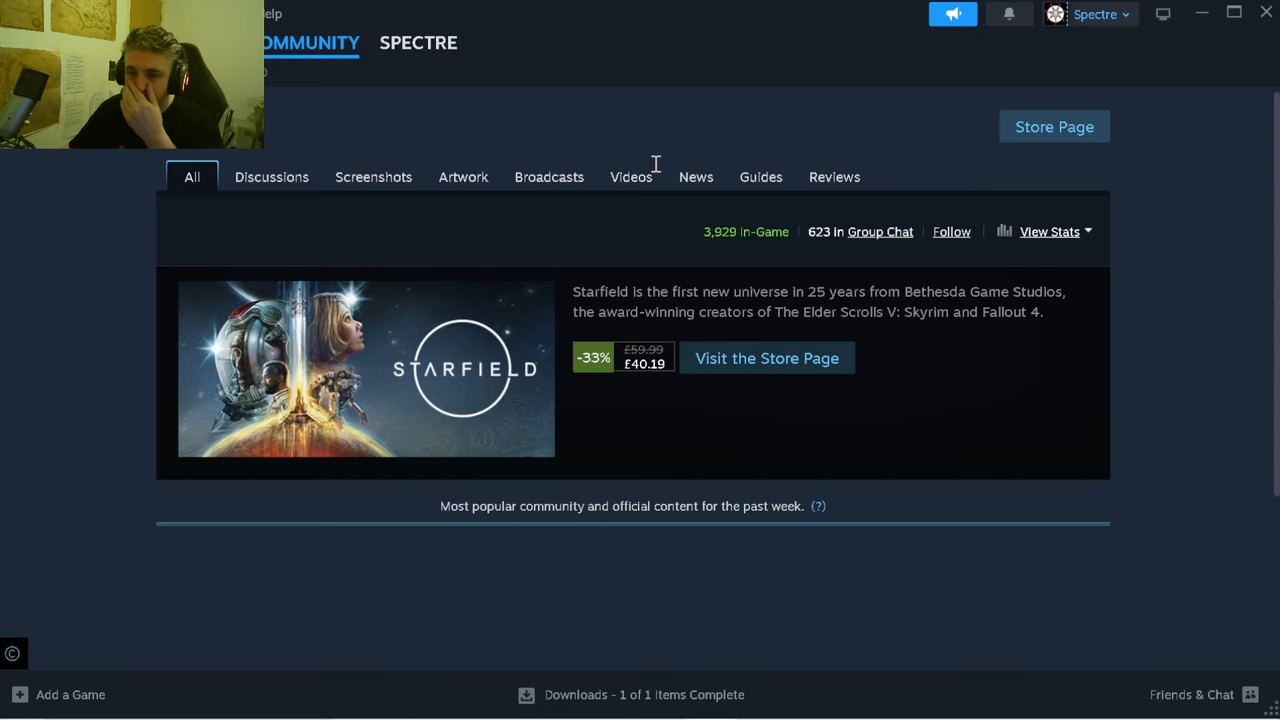 elp
Spectre
OMMUNITY
SPECTRE
Store Page
All
Discussions
Screenshots
Artwork
Broadcasts
Videos
News
Guides
Reviews
3,929 In-Game
623 in Group Chat
Follow
View Stats
Starfield is the first new universe in 25 years from Bethesda Game Studios,
the award-winning creators of The Elder Scrolls V: Skyrim and Fallout 4.
STARFIELD
-33%
£59.99
£40.19
Visit the Store Page
Most popular community and official content for the past week. (?)
©
Add a Game
Downloads - 1 of 1 Items Complete
Friends & Chat